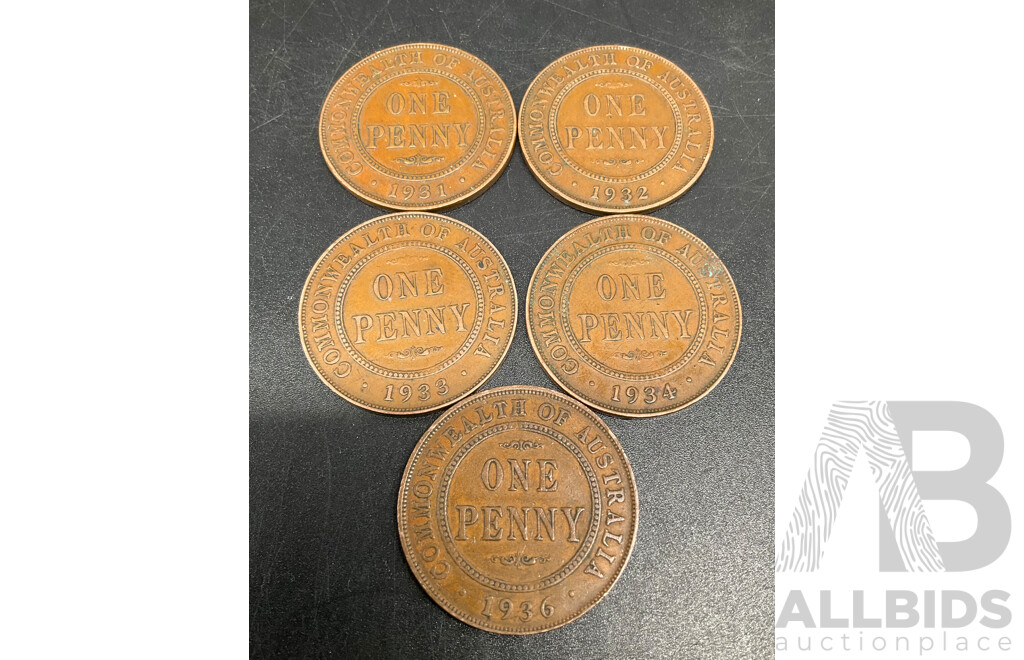 COMMONWEALTH OF AUSTRALIA
ONE
PENNY
· 1931 ·
COMMONWEALTH OF AUSTRALIA
ONE
PENNY
· 1932 ·
COMMONWEALTH OF AUSTRALIA
ONE
PENNY
· 1933 ·
COMMONWEALTH OF AUSTRALIA
ONE
PENNY
· 1934 ·
COMMONWEALTH OF AUSTRALIA
ONE
PENNY
· 1936 ·
AB
ALLBIDS
auctionplace